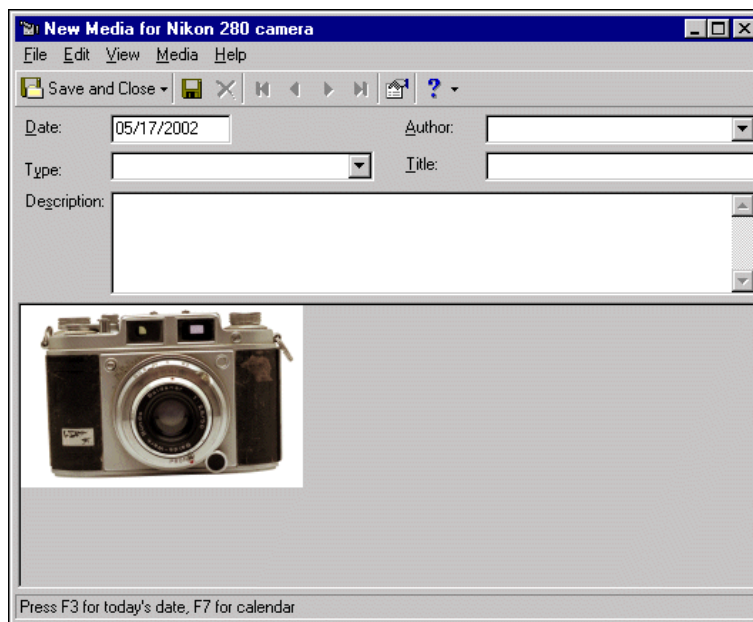 New Media for Nikon 280 camera
File Edit View Media Help
Save and Close
Date: 05/17/2002 Author:
Type: Title:
Description:
Press F3 for today's date, F7 for calendar